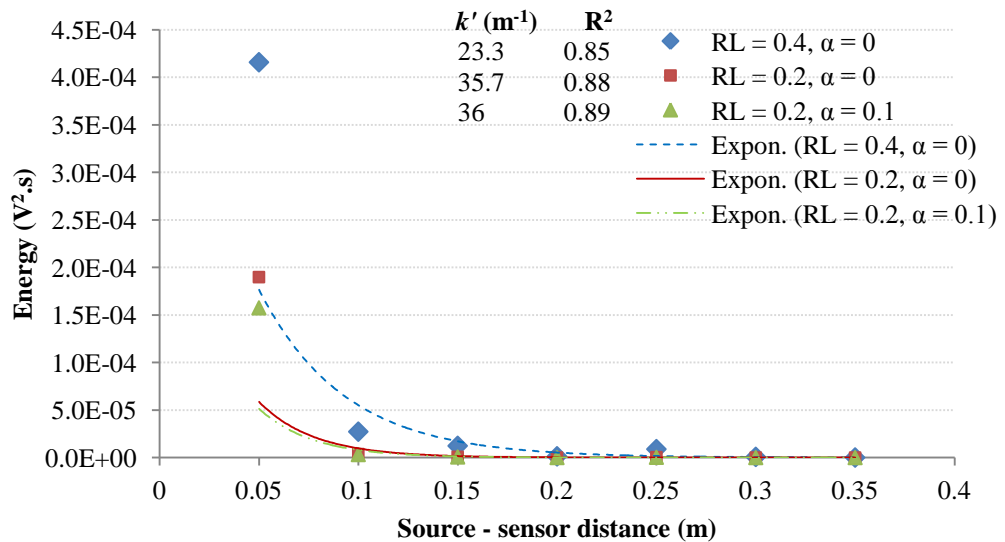 k' (m-1) R2
23.3 0.85
35.7 0.88
36 0.89
RL = 0.4, α = 0
RL = 0.2, α = 0
RL = 0.2, α = 0.1
Expon. (RL = 0.4, α = 0)
Expon. (RL = 0.2, α = 0)
Expon. (RL = 0.2, α = 0.1)
4.5E-04
4.0E-04
3.5E-04
3.0E-04
2.5E-04
2.0E-04
1.5E-04
1.0E-04
5.0E-05
0.0E+00
Energy (V².s)
0 0.05 0.1 0.15 0.2 0.25 0.3 0.35 0.4
Source - sensor distance (m)